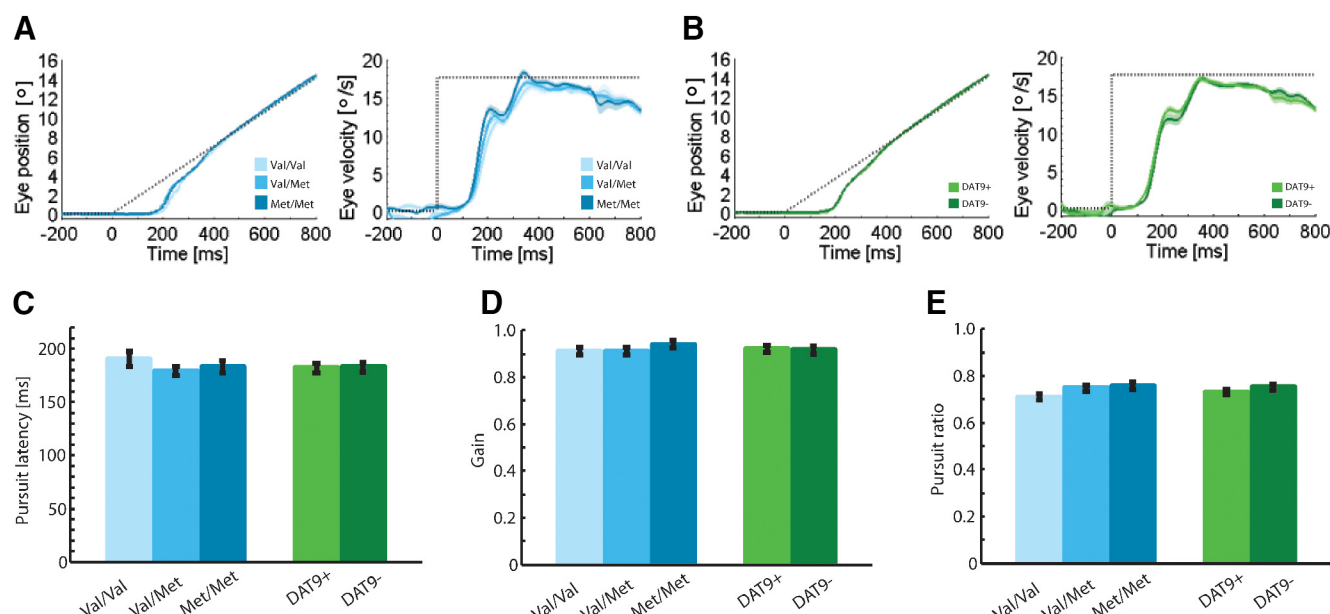 A
Eye position [°]
16
14
12
10
8
6
4
2
0
-200 0 200 400 600 800
Time [ms]
Val/Val
Val/Met
Met/Met
Eye velocity [°/s]
20
15
10
5
0
-200 0 200 400 600 800
Time [ms]
Val/Val
Val/Met
Met/Met
B
Eye position [°]
16
14
12
10
8
6
4
2
0
-200 0 200 400 600 800
Time [ms]
DAT9+
DAT9-
Eye velocity [°/s]
20
15
10
5
0
-200 0 200 400 600 800
Time [ms]
DAT9+
DAT9-
C
Pursuit latency [ms]
200
150
100
50
0
Val/Val
Val/Met
Met/Met
DAT9+
DAT9-
D
Gain
1.0
0.8
0.6
0.4
0.2
0
Val/Val
Val/Met
Met/Met
DAT9+
DAT9-
E
Pursuit ratio
1.0
0.8
0.6
0.4
0.2
0
Val/Val
Val/Met
Met/Met
DAT9+
DAT9-